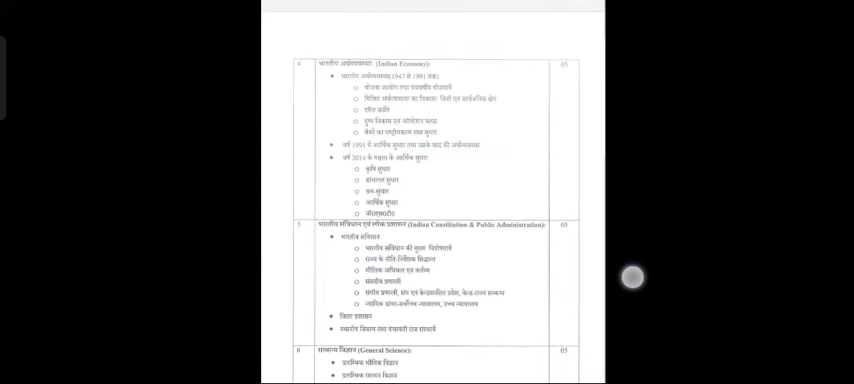 4 भारतीय अर्थव्यवस्था: (Indian Economy): 05
• भारतीय अर्थव्यवस्था(1947 से 1991 तक)
○ योजना आयोग तथा पंचवर्षीय योजनायें
○ मिश्रित अर्थव्यवस्था का विकास: निजी एवं सार्वजनिक क्षेत्र
○ हरित क्रांति
○ दुग्ध विकास एवं ऑपरेशन फ्लड
○ बैंकों का राष्ट्रीयकरण तथा सुधार
• वर्ष 1991 में आर्थिक सुधार तथा उसके बाद की अर्थव्यवस्था
• वर्ष 2014 के पश्चात के आर्थिक सुधार
○ कृषि सुधार
○ ढांचागत सुधार
○ श्रम-सुधार
○ आर्थिक सुधार
○ जी0एस0टी0
5 भारतीय संविधान एवं लोक प्रशासन (Indian Constitution & Public Administration): 05
• भारतीय संविधान
○ भारतीय संविधान की मुख्य विशेषतायें
○ राज्य के नीति-निर्देशक सिद्धान्त
○ मौलिक अधिकार एवं कर्तव्य
○ संसदीय प्रणाली
○ संघीय प्रणाली, संघ एवं केन्द्रशासित प्रदेश, केन्द्र-राज्य सम्बन्ध
○ न्यायिक ढांचा-सर्वोच्च न्यायालय, उच्च न्यायालय
• जिला प्रशासन
• स्थानीय निकाय तथा पंचायती राज संस्थायें
6 सामान्य विज्ञान (General Science): 05
• प्रारम्भिक भौतिक विज्ञान
• प्रारम्भिक रसायन विज्ञान